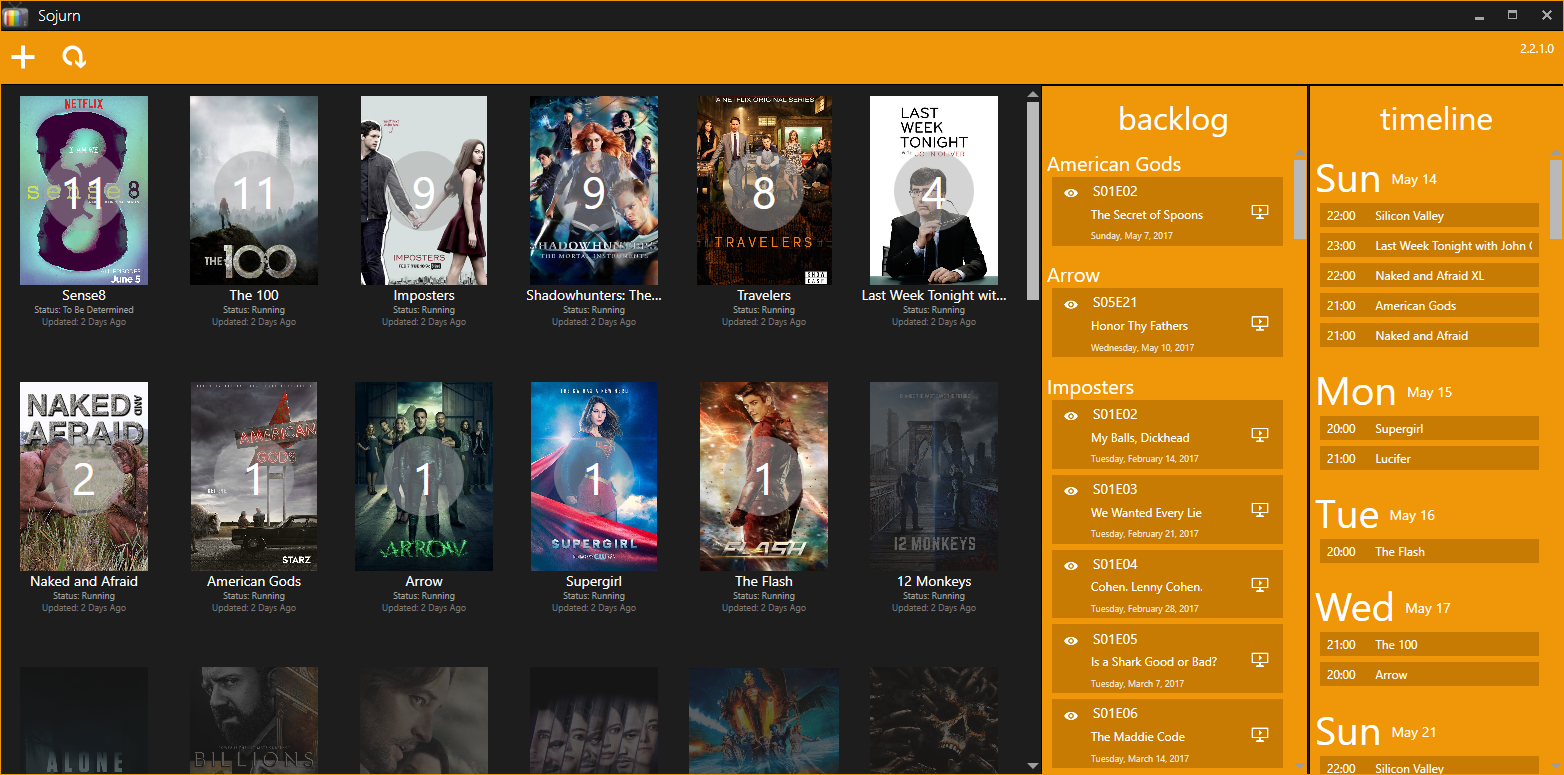 Sojurn
2.2.1.0
NETFLIX
I AM WE
sense8
11
ALL EPISODES
June 5
Sense8
Status: To Be Determined
Updated: 2 Days Ago
11
THE 100
The 100
Status: Running
Updated: 2 Days Ago
9
IMPOSTERS
Imposters
Status: Running
Updated: 2 Days Ago
9
SHADOWHUNTERS
THE MORTAL INSTRUMENTS
Shadowhunters: The...
Status: Running
Updated: 2 Days Ago
A NETFLIX ORIGINAL SERIES
8
TRAVELERS
Travelers
Status: Running
Updated: 2 Days Ago
LAST
WEEK
TONIGHT
4
Last Week Tonight wit...
Status: Running
Updated: 2 Days Ago
NAKED AND
AFRAID
2
Naked and Afraid
Status: Running
Updated: 2 Days Ago
AMERICAN
GODS
1
STARZ
American Gods
Status: Running
Updated: 2 Days Ago
1
ARROW
Arrow
Status: Running
Updated: 2 Days Ago
1
SUPERGIRL
Supergirl
Status: Running
Updated: 2 Days Ago
1
FLASH
The Flash
Status: Running
Updated: 2 Days Ago
12 MONKEYS
12 Monkeys
Status: Running
Updated: 2 Days Ago
ALONE
BILLIONS
backlog
American Gods
S01E02
The Secret of Spoons
Sunday, May 7, 2017
Arrow
S05E21
Honor Thy Fathers
Wednesday, May 10, 2017
Imposters
S01E02
My Balls, Dickhead
Tuesday, February 14, 2017
S01E03
We Wanted Every Lie
Tuesday, February 21, 2017
S01E04
Cohen. Lenny Cohen.
Tuesday, February 28, 2017
S01E05
Is a Shark Good or Bad?
Tuesday, March 7, 2017
S01E06
The Maddie Code
Tuesday, March 14, 2017
timeline
Sun May 14
22:00 Silicon Valley
23:00 Last Week Tonight with John
22:00 Naked and Afraid XL
21:00 American Gods
21:00 Naked and Afraid
Mon May 15
20:00 Supergirl
21:00 Lucifer
Tue May 16
20:00 The Flash
Wed May 17
21:00 The 100
20:00 Arrow
Sun May 21
22:00 Silicon Valley